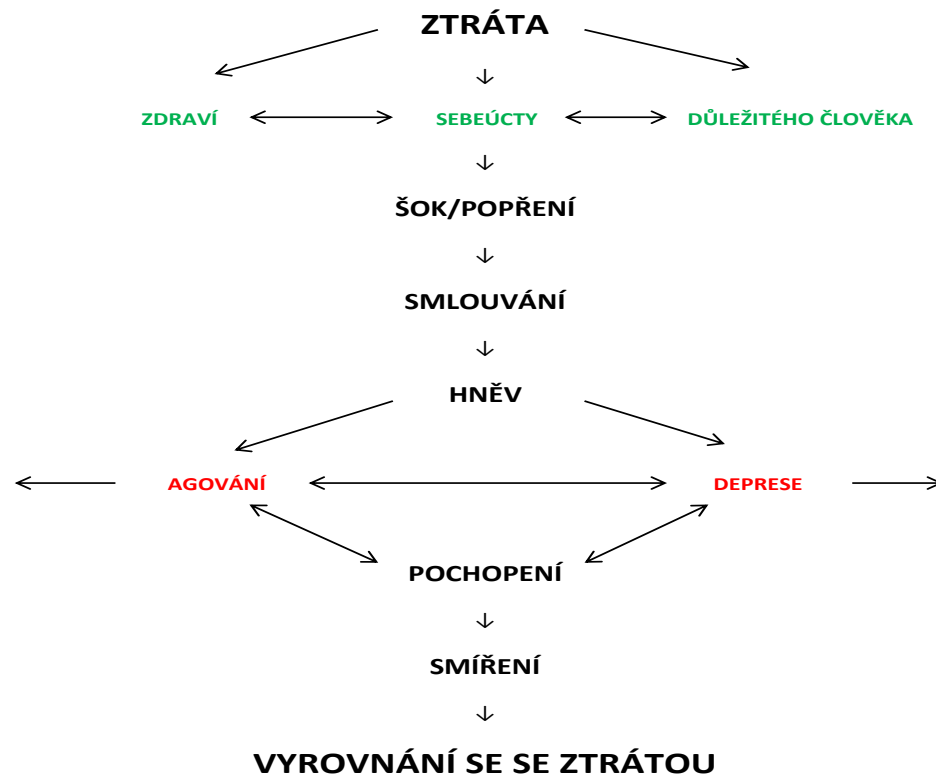 ZTRÁTA
ZDRAVÍ SEBEÚCTY DŮLEŽITÉHO ČLOVĚKA
ŠOK/POPŘENÍ
SMLOUVÁNÍ
HNĚV
AGOVÁNÍ DEPRESE
POCHOPENÍ
SMÍŘENÍ
VYROVNÁNÍ SE SE ZTRÁTOU